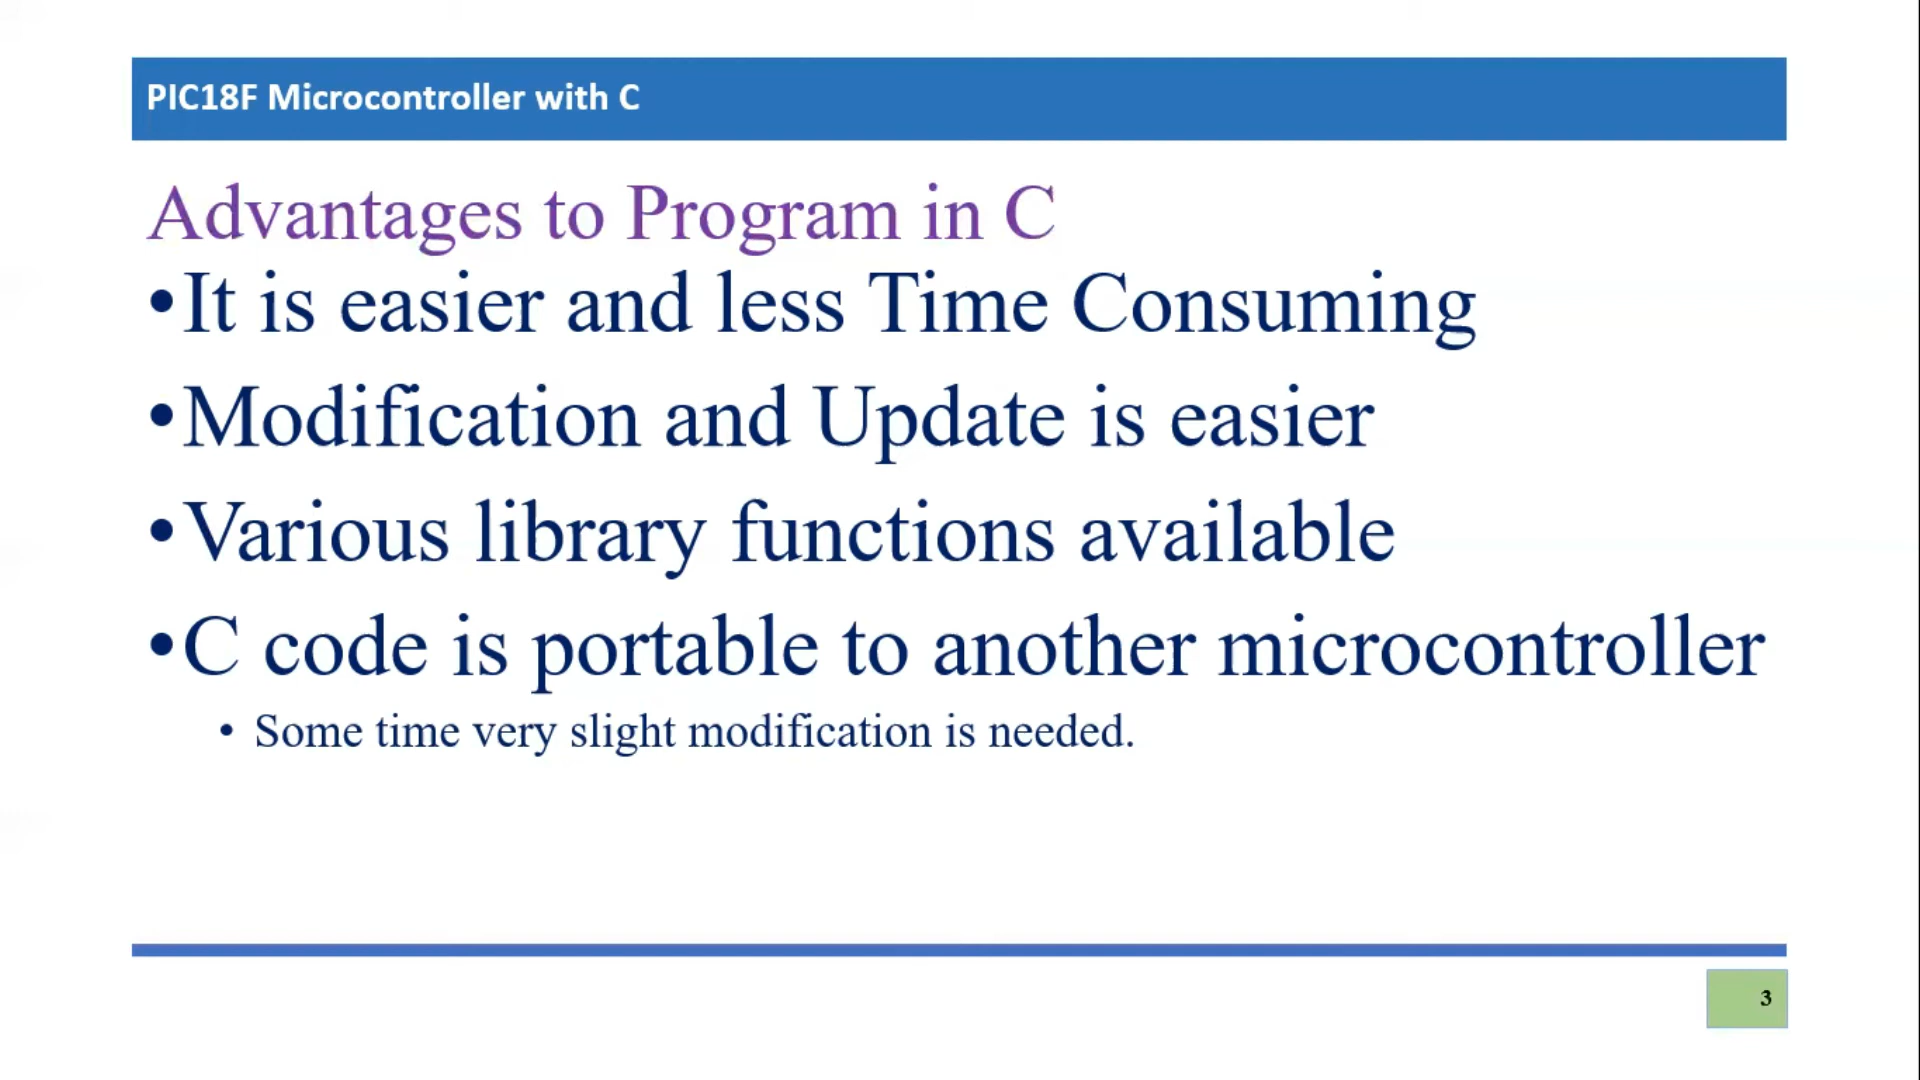 PIC18F Microcontroller with C
Advantages to Program in C
•It is easier and less Time Consuming
•Modification and Update is easier
•Various library functions available
•C code is portable to another microcontroller
• Some time very slight modification is needed.
3